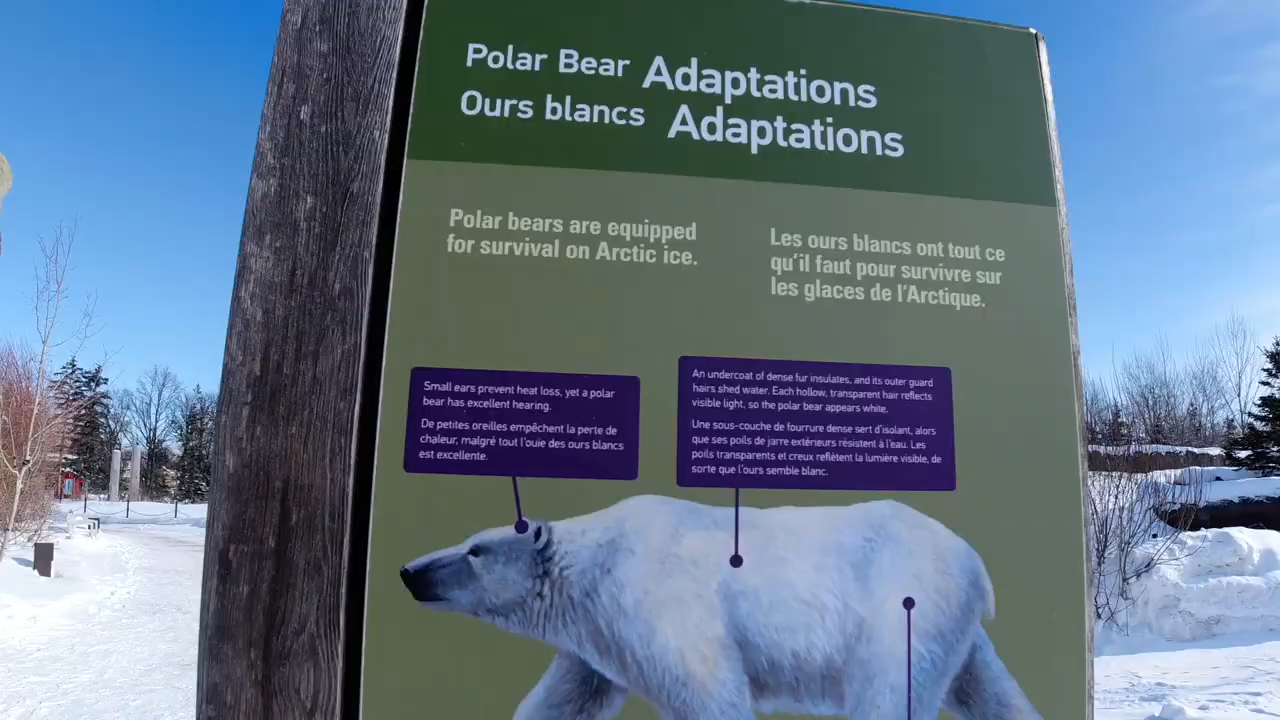 Polar Bear Adaptations
Ours blancs Adaptations
Polar bears are equipped
for survival on Arctic ice.
Les ours blancs ont tout ce
qu'il faut pour survivre sur
les glaces de l'Arctique.
Small ears prevent heat loss, yet a polar
bear has excellent hearing.
De petites oreilles empêchent la perte de
chaleur, malgré tout l'ouïe des ours blancs
est excellente.
An undercoat of dense fur insulates, and its outer guard
hairs shed water. Each hollow, transparent hair reflects
visible light, so the polar bear appears white.
Une sous-couche de fourrure dense sert d'isolant, alors
que ses poils de jarre extérieurs résistent à l'eau. Les
poils transparents et creux reflètent la lumière visible, de
sorte que l'ours semble blanc.